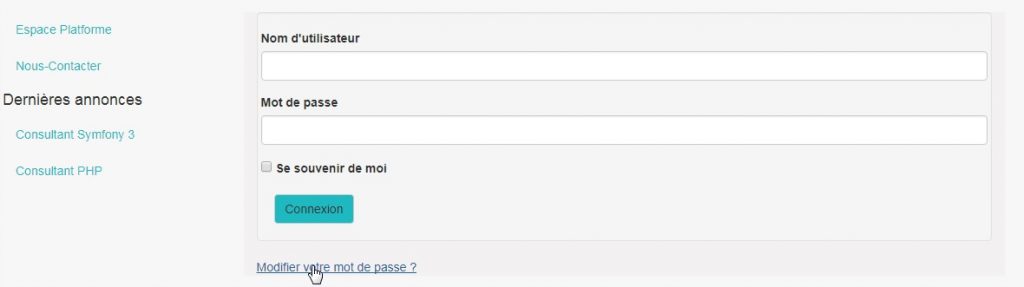 Espace Platforme
Nous-Contacter
Dernières annonces
Consultant Symfony 3
Consultant PHP
Nom d'utilisateur
Mot de passe
Se souvenir de moi
Connexion
Modifier votre mot de passe ?